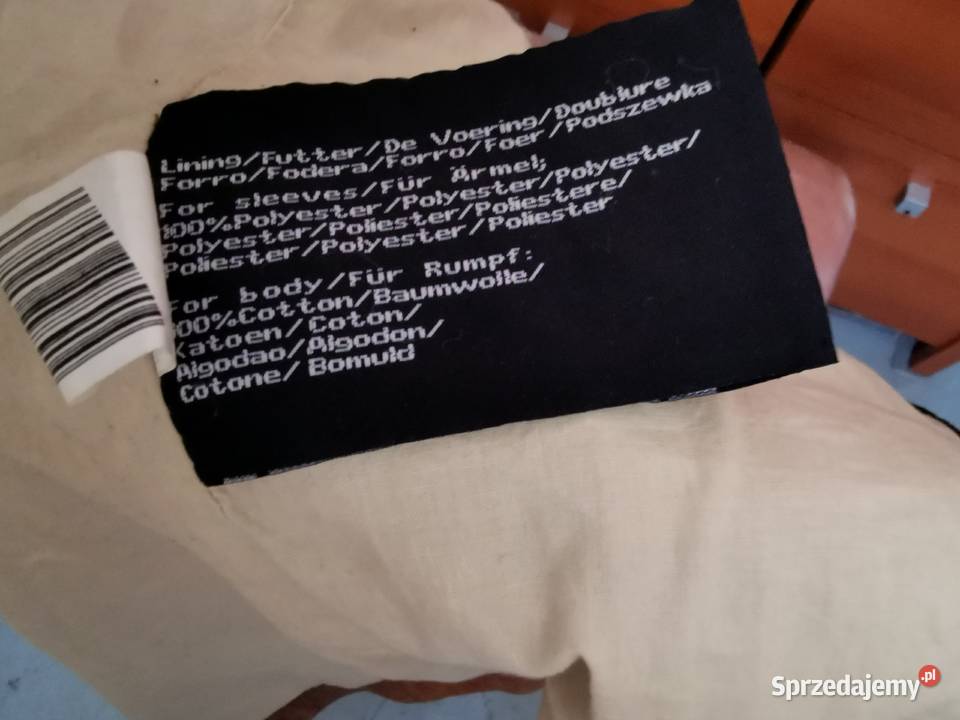 Lining/Futter/De Voering/Doublure
Forro/Fodera/Forro/Foer/Podszewka
For sleeves/Für Ärmel;
100%Polyester/Polyester/Polyester/
Polyester/Poliester/Poliestere/
Poliester/Polyester/Poliester
For body/Für Rumpf:
100%Cotton/Baumwolle/
Katoen/Coton/
Algodao/Algodon/
Cotone/Bomuld
Sprzedajemy.pl